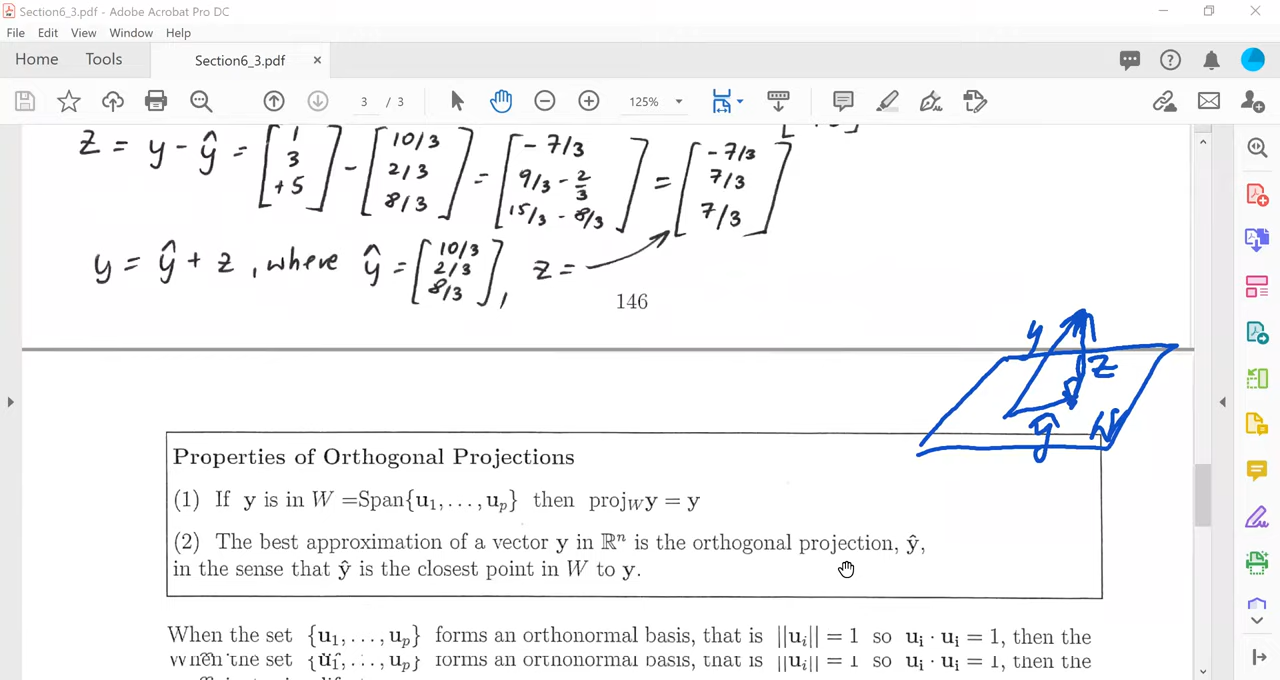 Section6_3.pdf - Adobe Acrobat Pro DC
File Edit View Window Help
Home Tools Section6_3.pdf ×
3 / 3 125%
z = y - ŷ = [1 3 +5] - [10/3 2/3 8/3] = [-7/3 9/3 - 2/3 15/3 - 8/3] = [-7/3 7/3 7/3]
y = ŷ + z , where ŷ = [10/3 2/3 8/3] , z =
146
y
z
ŷ
W
Properties of Orthogonal Projections
(1) If y is in W =Span{u₁, . . . , uₚ} then proj_W y = y
(2) The best approximation of a vector y in ℝⁿ is the orthogonal projection, ŷ,
in the sense that ŷ is the closest point in W to y.
When the set {u₁, . . . , uₚ} forms an orthonormal basis, that is ||uᵢ|| = 1 so uᵢ · uᵢ = 1, then the
When the set {u₁, . . . , uₚ} forms an orthonormal basis, that is ||uᵢ|| = 1 so uᵢ · uᵢ = 1, then the